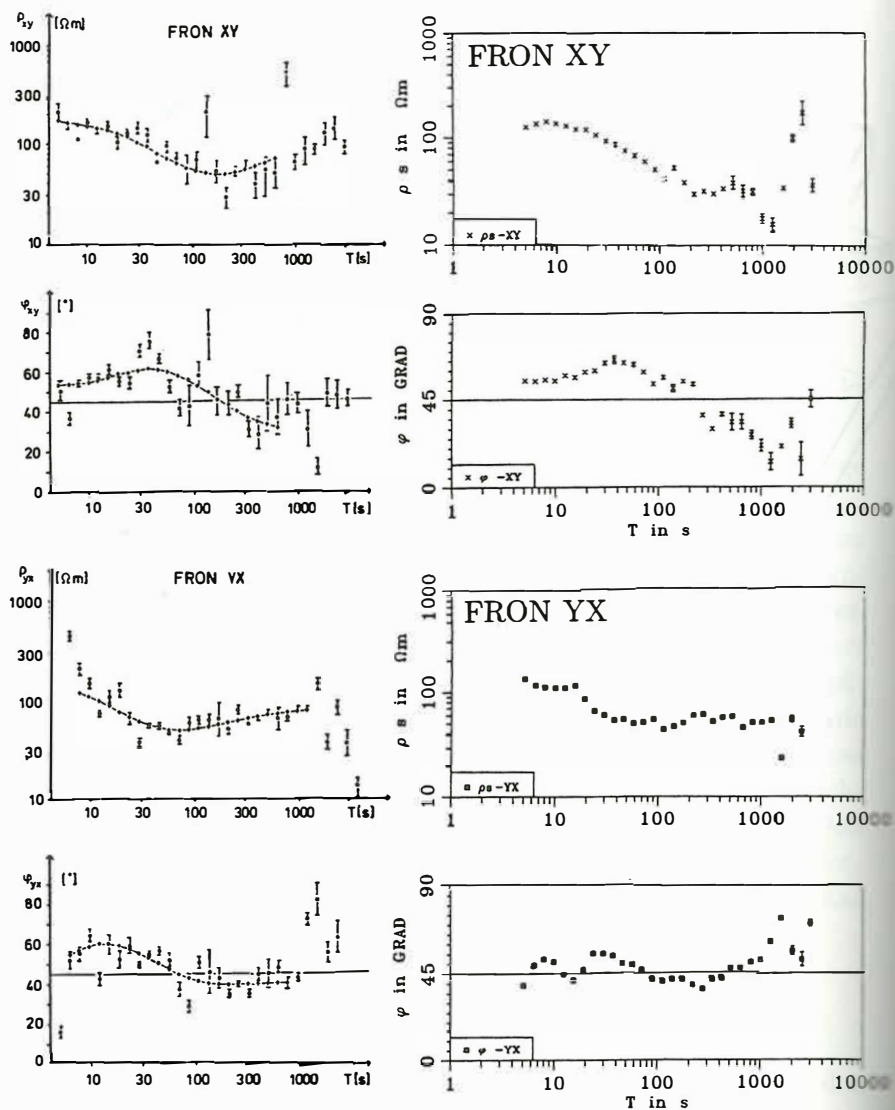 ρxy [Ωm] FRON XY
1000
300
100
30
10
10 30 100 300 1000 T[s]
FRON XY
ρ s in Ωm
1000
100
10
× ρs-XY
1 10 100 1000 10000
φxy [°]
80
60
40
20
0
10 30 100 300 1000 T[s]
φ in GRAD
90
45
0
× φ -XY
1 10 100 1000 10000
T in s
ρyx [Ωm] FRON YX
1000
300
100
30
10
10 30 100 300 1000 T[s]
FRON YX
ρ s in Ωm
1000
100
10
■ ρs-YX
1 10 100 1000 10000
φyx [°]
80
60
40
20
0
10 30 100 300 1000 T[s]
φ in GRAD
90
45
0
■ φ -YX
1 10 100 1000 10000
T in s